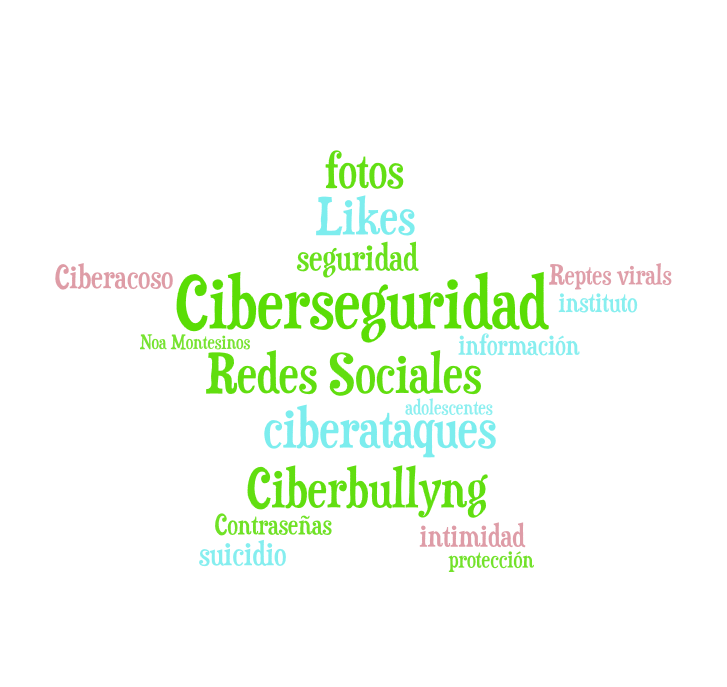 fotos
Likes
seguridad
Ciberacoso
Reptes virals
Ciberseguridad
instituto
Noa Montesinos
información
Redes Sociales
adolescentes
ciberataques
Ciberbullyng
Contraseñas
intimidad
suicidio
protección